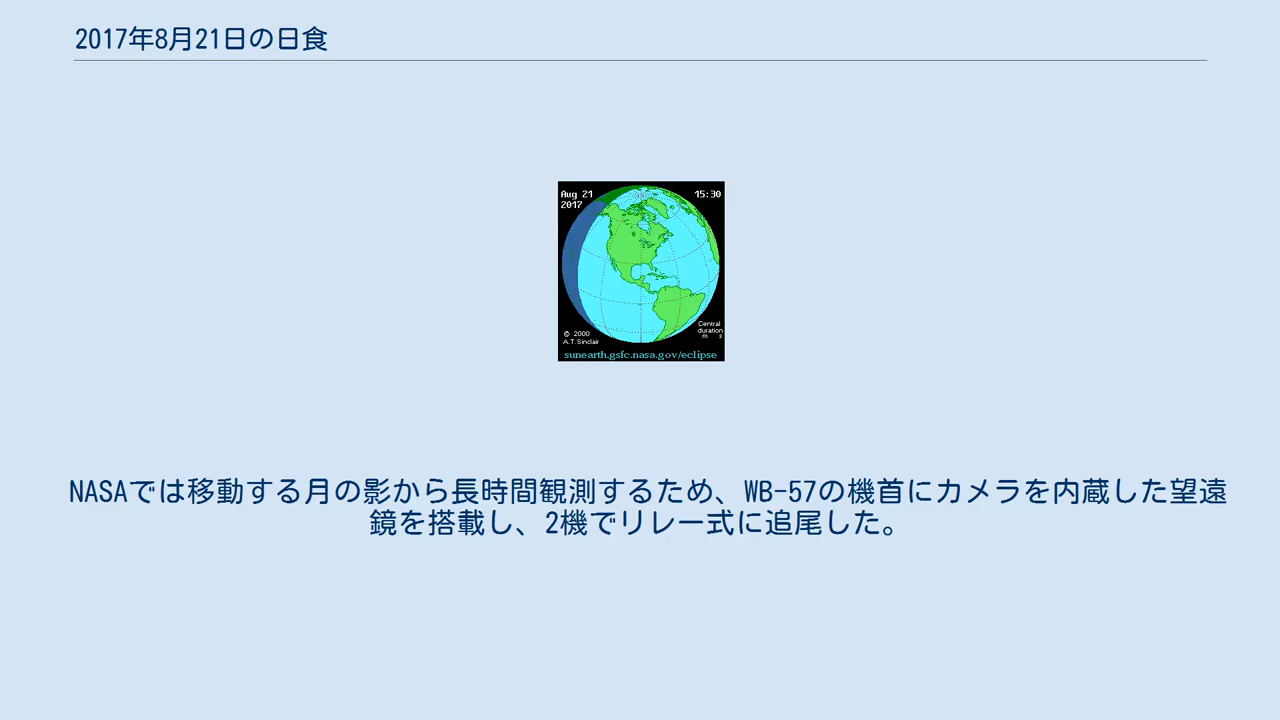 2017年8月21日の日食
Aug 21
15:30
2017
Central
duration
m s
© 2000
A.T.Sinclair
sunearth.gsfc.nasa.gov/eclipse
NASAでは移動する月の影から長時間観測するため、WB-57の機首にカメラを内蔵した望遠
鏡を搭載し、2機でリレー式に追尾した。